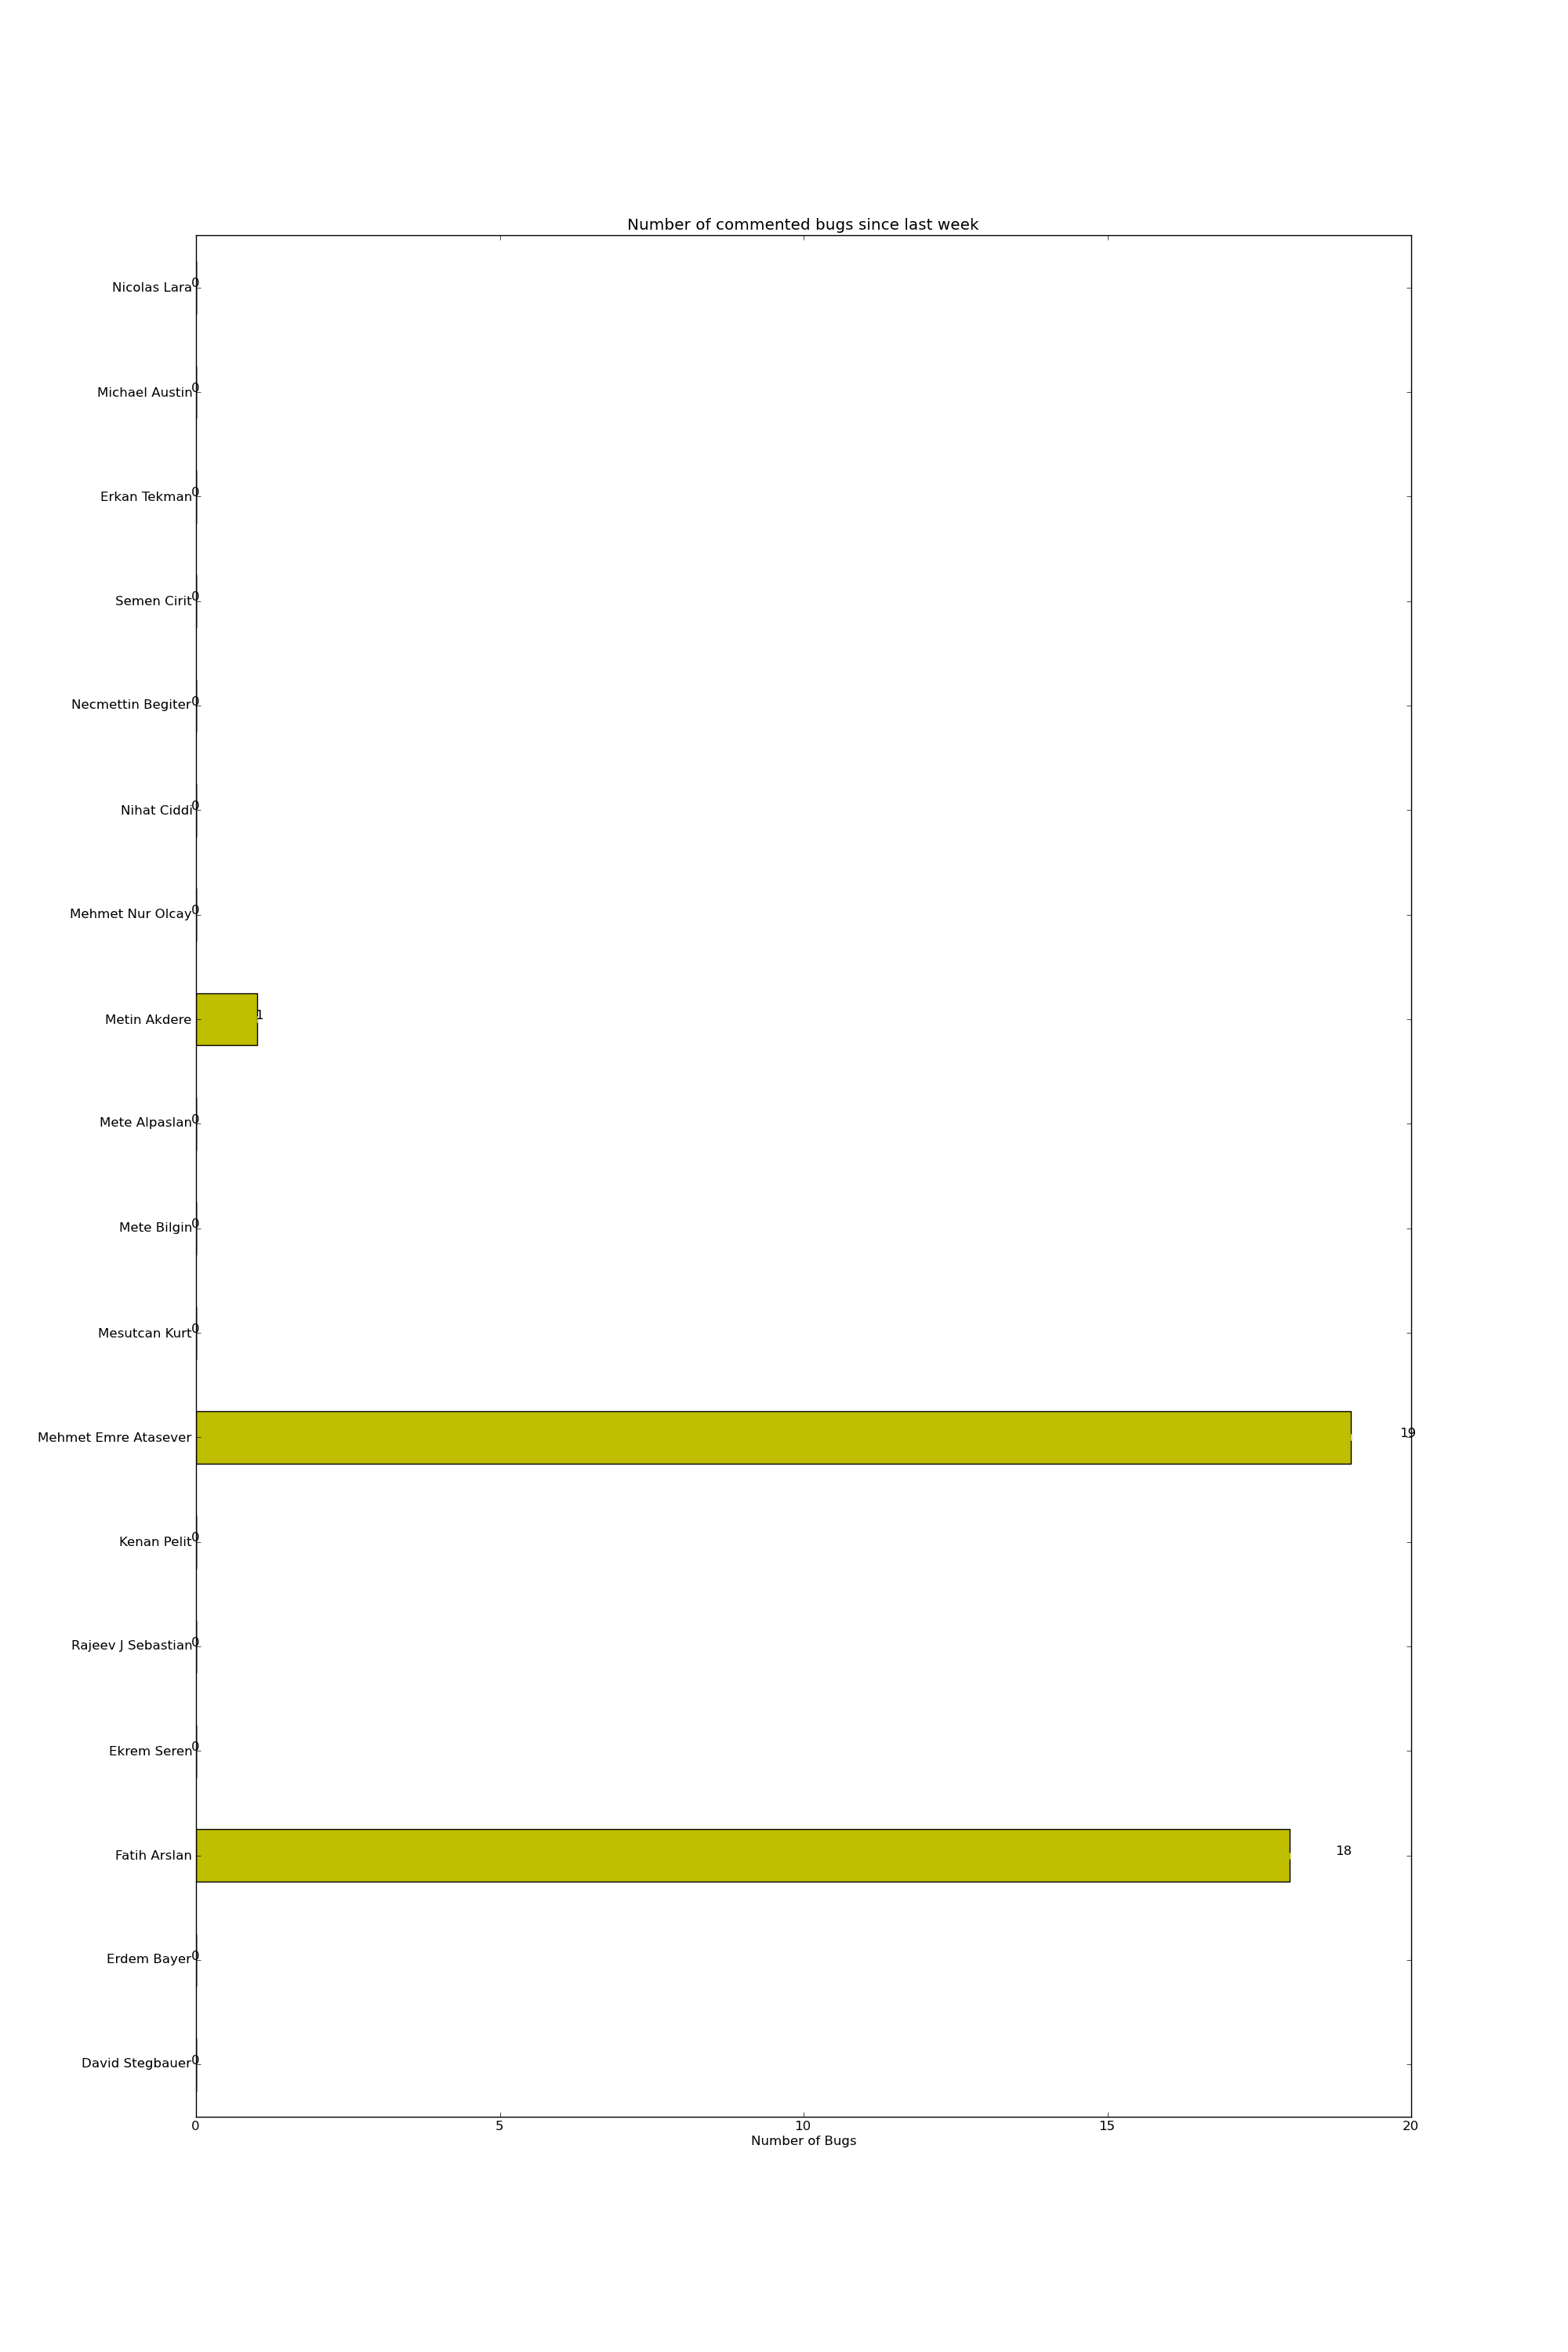 Number of commented bugs since last week
Nicolas Lara 0
Michael Austin 0
Erkan Tekman 0
Semen Cirit 0
Necmettin Begiter 0
Nihat Ciddi 0
Mehmet Nur Olcay 0
Metin Akdere 1
Mete Alpaslan 0
Mete Bilgin 0
Mesutcan Kurt 0
Mehmet Emre Atasever 19
Kenan Pelit 0
Rajeev J Sebastian 0
Ekrem Seren 0
Fatih Arslan 18
Erdem Bayer 0
David Stegbauer 0
0 5 10 15 20
Number of Bugs